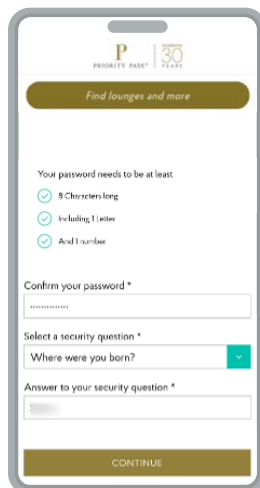 P
PRIORITY PASS™
30
YEARS
Find lounges and more
Your password needs to be at least
8 Characters long
Including 1 Letter
And 1 number
Confirm your password *
..............
Select a security question *
Where were you born?
Answer to your security question *
CONTINUE